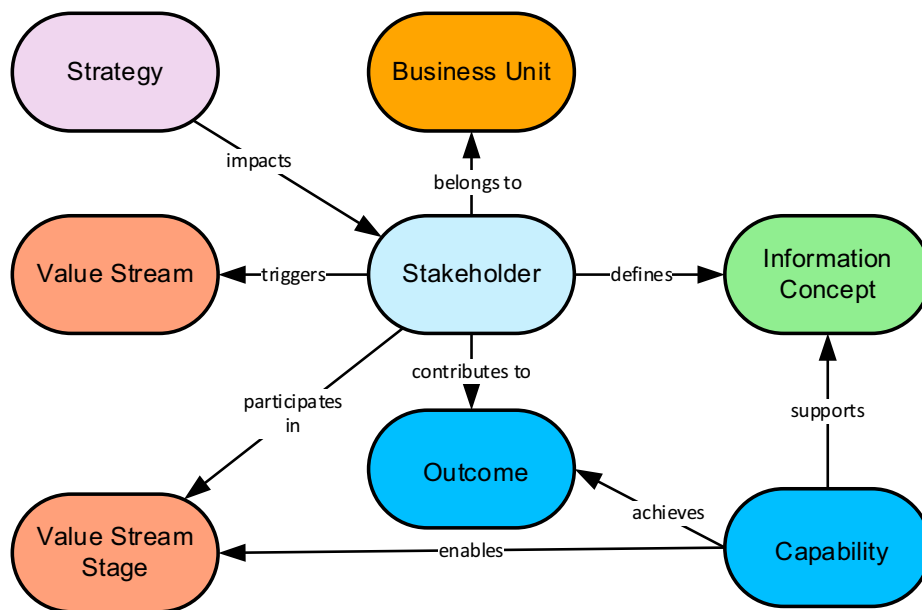 Strategy
Business Unit
impacts
belongs to
Value Stream
triggers
Stakeholder
defines
Information
Concept
contributes to
participates
in
supports
Outcome
achieves
Value Stream
Stage
enables
Capability